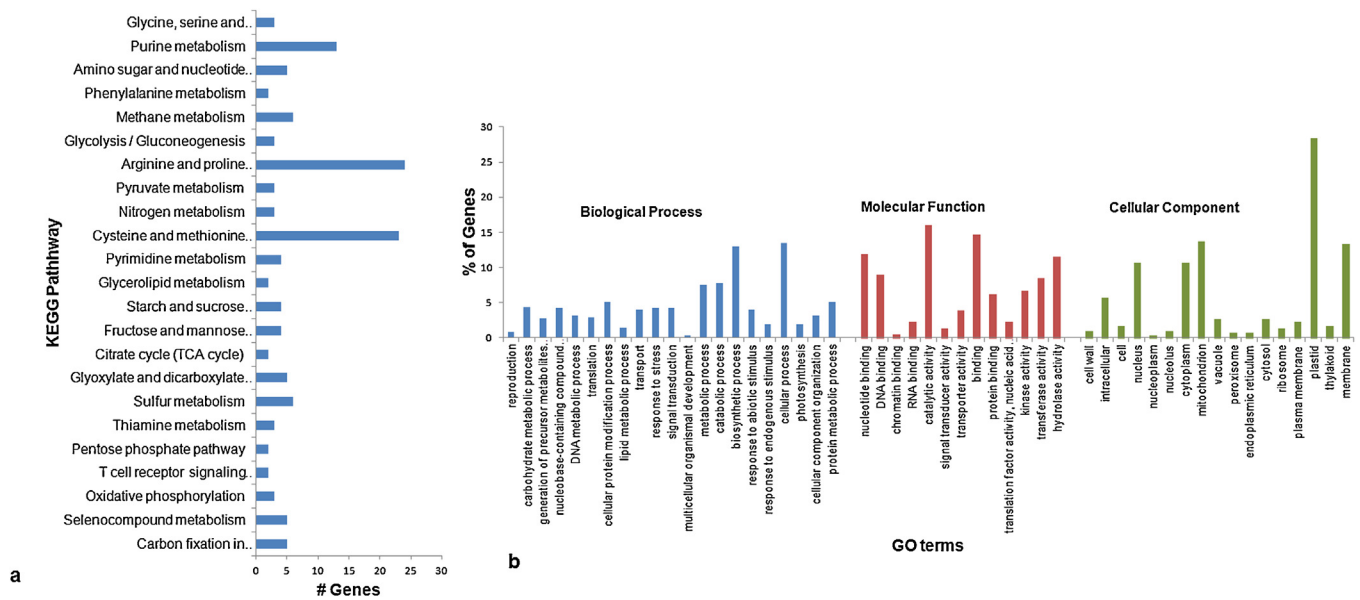 Glycine, serine and..
Purine metabolism
Amino sugar and nucleotide..
Phenylalanine metabolism
Methane metabolism
Glycolysis / Gluconeogenesis
Arginine and proline..
Pyruvate metabolism
Nitrogen metabolism
Cysteine and methionine..
Pyrimidine metabolism
Glycerolipid metabolism
Starch and sucrose..
Fructose and mannose..
Citrate cycle (TCA cycle)
Glyoxylate and dicarboxylate..
Sulfur metabolism
Thiamine metabolism
Pentose phosphate pathway
T cell receptor signaling..
Oxidative phosphorylation
Selenocompound metabolism
Carbon fixation in..
KEGG Pathhway
0 5 10 15 20 25 30
# Genes
a
30
25
20
15
10
5
0
% of Genes
Biological Process
Molecular Function
Cellular Component
reproduction
carbohydrate metabolic process
generation of precursor metabolites..
nucleobase-containing compound.
DNA metabolic process
translation
cellular protein modification process
lipid metabolic process
transport
response to stress
signal transduction
multicellular organismal development
metabolic process
catabolic process
biosynthetic process
response to abiotic stimulus
response to endogenous stimulus
cellular process
photosynthesis
cellular component organization
protein metabolic process
nucleotide binding
DNA binding
chromatin binding
RNA binding
catalytic activity
signal transducer activity
transporter activity
binding
protein binding
translation factor activity, nucleic acid.
kinase activity
transferase activity
hydrolase activity
cell wall
intracellular
cell
nucleus
nucleoplasm
nucleolus
cytoplasm
mitochondrion
vacuole
peroxisome
endoplasmic reticulum
cytosol
ribosome
plasma membrane
plastid
thylakoid
membrane
GO terms
b